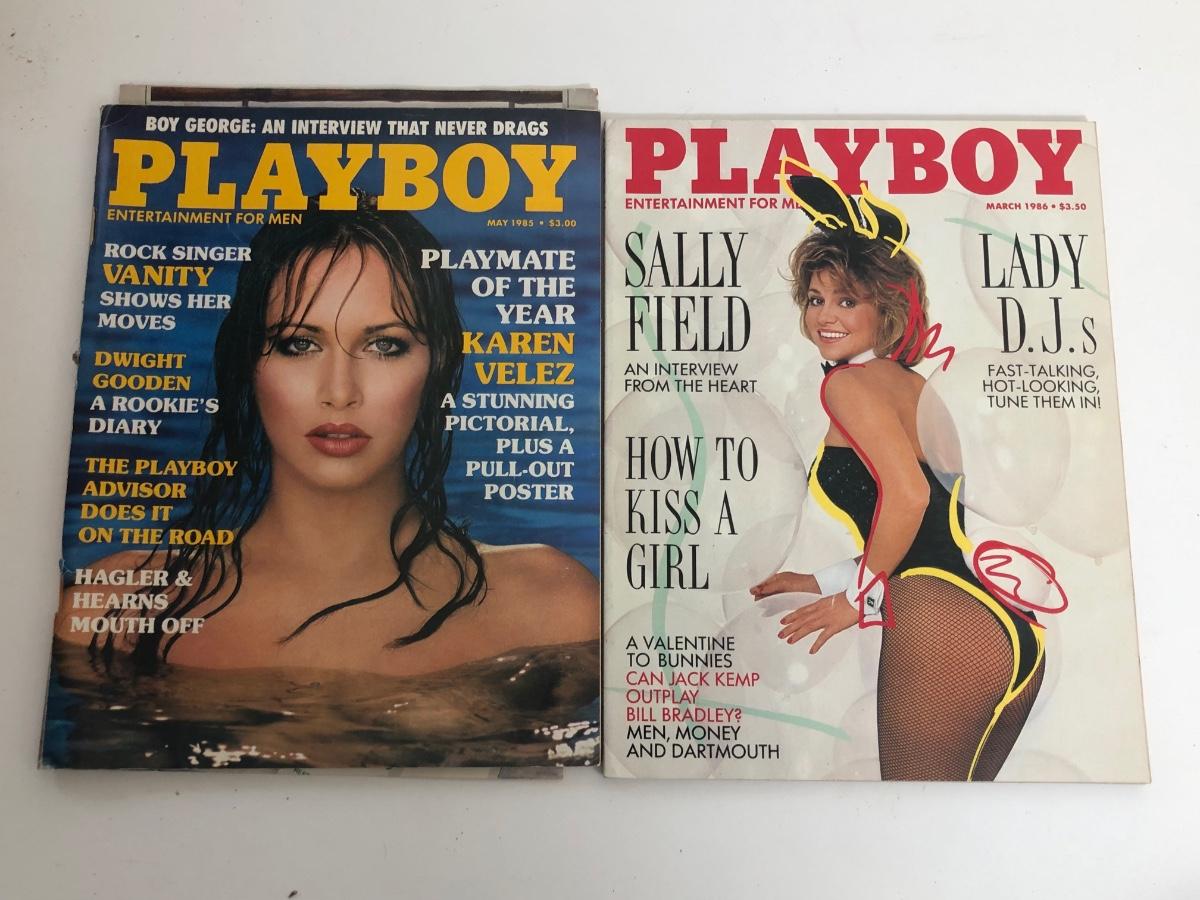 BOY GEORGE: AN INTERVIEW THAT NEVER DRAGS
PLAYBOY
ENTERTAINMENT FOR MEN
MAY 1985 • $3.00
ROCK SINGER
VANITY
SHOWS HER
MOVES
DWIGHT
GOODEN
A ROOKIE'S
DIARY
THE PLAYBOY
ADVISOR
DOES IT
ON THE ROAD
HAGLER &
HEARNS
MOUTH OFF
PLAYMATE
OF THE
YEAR
KAREN
VELEZ
A STUNNING
PICTORIAL,
PLUS A
PULL-OUT
POSTER
PLAYBOY
ENTERTAINMENT FOR
MARCH 1986 • $3.50
SALLY
FIELD
AN INTERVIEW
FROM THE HEART
HOW TO
KISS A
GIRL
A VALENTINE
TO BUNNIES
CAN JACK KEMP
OUTPLAY
BILL BRADLEY?
MEN, MONEY
AND DARTMOUTH
LADY
D.J.s
FAST-TALKING,
HOT-LOOKING,
TUNE THEM IN!